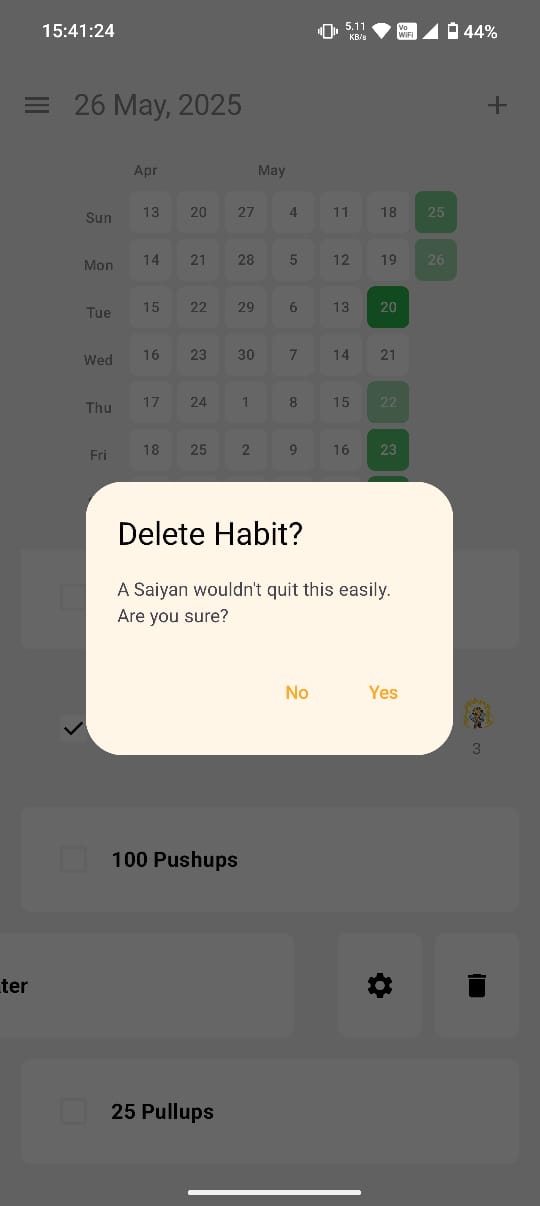 15:41:24 5.11 KB/s Vo WiFi 44%
26 May, 2025
Apr May
Sun 13 20 27 4 11 18 25
Mon 14 21 28 5 12 19 26
Tue 15 22 29 6 13 20
Wed 16 23 30 7 14 21
Thu 17 24 1 8 15 22
Fri 18 25 2 9 16 23
Delete Habit?
A Saiyan wouldn't quit this easily.
Are you sure?
No Yes
3
100 Pushups
ter
25 Pullups